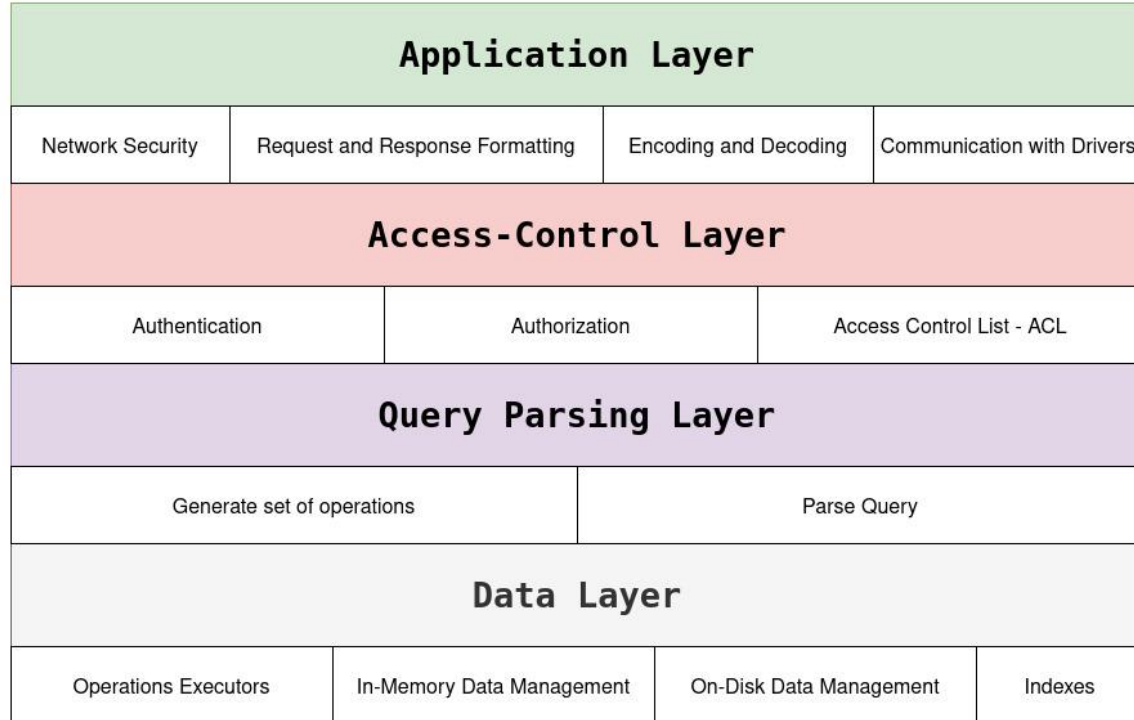 Application Layer
Network Security
Request and Response Formatting
Encoding and Decoding
Communication with Drivers
Access-Control Layer
Authentication
Authorization
Access Control List - ACL
Query Parsing Layer
Generate set of operations
Parse Query
Data Layer
Operations Executors
In-Memory Data Management
On-Disk Data Management
Indexes